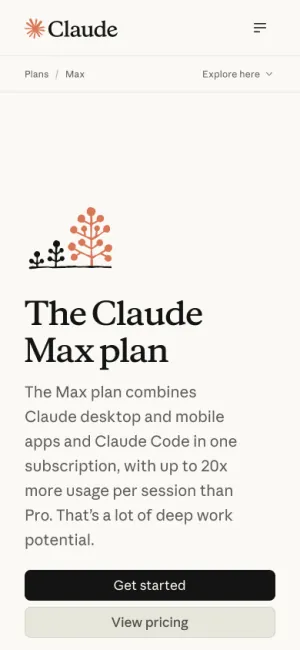 Claude
Plans / Max
Explore here
The Claude
Max plan
The Max plan combines
Claude desktop and mobile
apps and Claude Code in one
subscription, with up to 20x
more usage per session than
Pro. That's a lot of deep work
potential.
Get started
View pricing